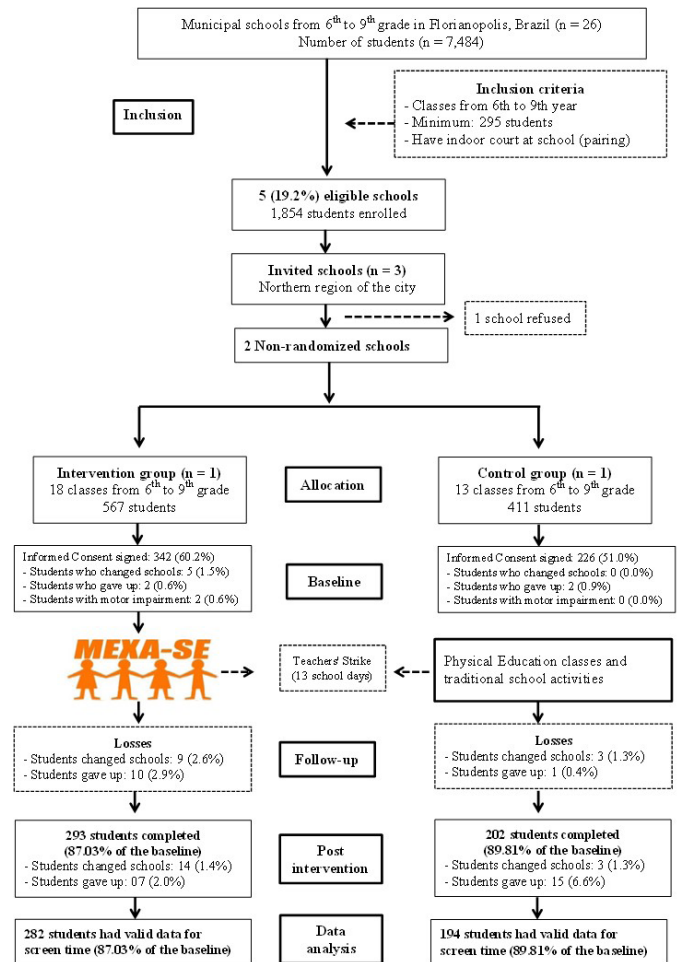 Municipal schools from 6th to 9th grade in Florianopolis, Brazil (n = 26)
Number of students (n = 7,484)
Inclusion criteria
- Classes from 6th to 9th year
- Minimum: 295 students
- Have indoor court at school (pairing)
Inclusion
5 (19.2%) eligible schools
1,854 students enrolled
Invited schools (n = 3)
Northern region of the city
1 school refused
2 Non-randomized schools
Intervention group (n = 1)
18 classes from 6th to 9th grade
567 students
Allocation
Control group (n = 1)
13 classes from 6th to 9th grade
411 students
Informed Consent signed: 342 (60.2%)
- Students who changed schools: 5 (1.5%)
- Students who gave up: 2 (0.6%)
- Students with motor impairment: 2 (0.6%)
Baseline
Informed Consent signed: 226 (51.0%)
- Students who changed schools: 0 (0.0%)
- Students who gave up: 2 (0.9%)
- Students with motor impairment: 0 (0.0%)
MEXA-SE
Teachers' Strike
(13 school days)
Physical Education classes and
traditional school activities
Losses
- Students changed schools: 9 (2.6%)
- Students gave up: 10 (2.9%)
Follow-up
Losses
- Students changed schools: 3 (1.3%)
- Students gave up: 1 (0.4%)
293 students completed
(87.03% of the baseline)
- Students changed schools: 14 (1.4%)
- Students gave up: 07 (2.0%)
Post
intervention
202 students completed
(89.81% of the baseline)
- Students changed schools: 3 (1.3%)
- Students gave up: 15 (6.6%)
282 students had valid data for
screen time (87.03% of the baseline)
Data
analysis
194 students had valid data for
screen time (89.81% of the baseline)